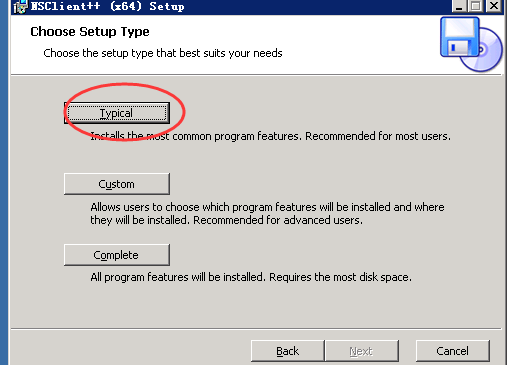 NSClient++ (x64) Setup
Choose Setup Type
Choose the setup type that best suits your needs
Typical
Installs the most common program features. Recommended for most users.
Custom
Allows users to choose which program features will be installed and where
they will be installed. Recommended for advanced users.
Complete
All program features will be installed. Requires the most disk space.
Back
Next
Cancel